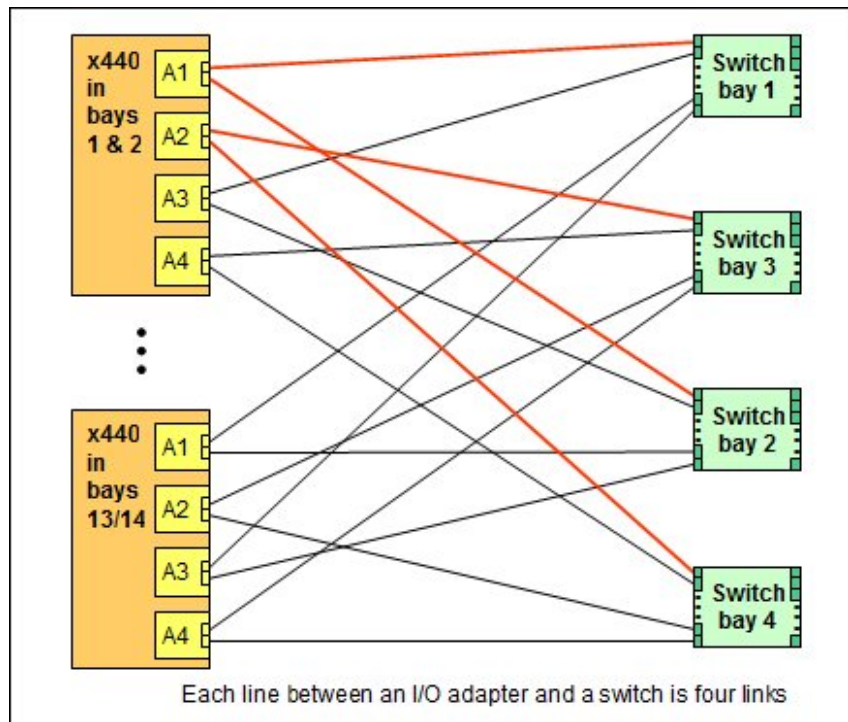 x440
in
bays
1 & 2
A1
A2
A3
A4
x440
in
bays
13/14
A1
A2
A3
A4
Switch
bay 1
Switch
bay 3
Switch
bay 2
Switch
bay 4
Each line between an I/O adapter and a switch is four links